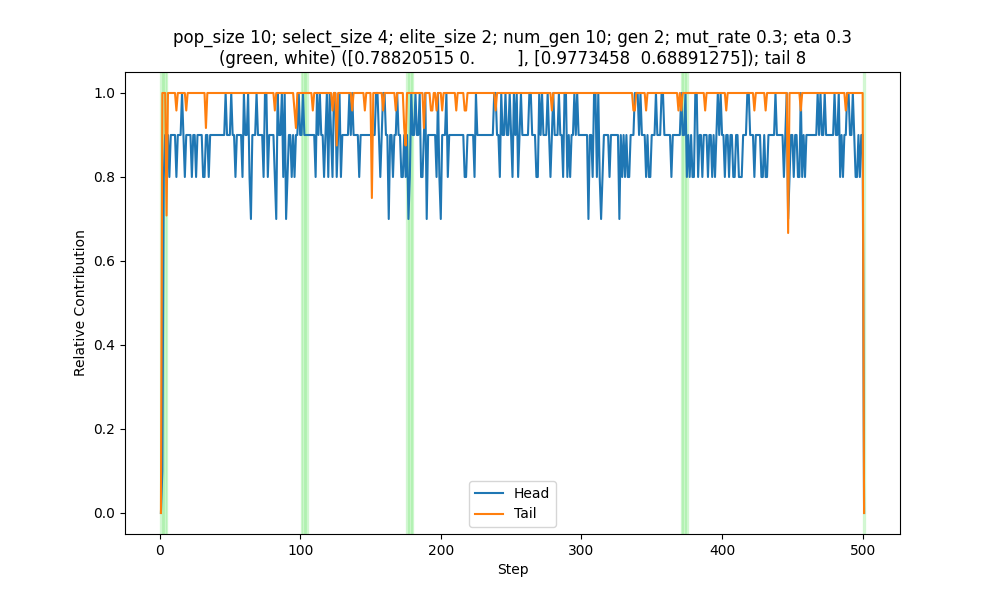 pop_size 10; select_size 4; elite_size 2; num_gen 10; gen 2; mut_rate 0.3; eta 0.3
(green, white) ([0.78820515 0.        ], [0.9773458  0.68891275]); tail 8
1.0
0.8
0.6
0.4
0.2
0.0
Relative Contribution
Head
Tail
0
100
200
300
400
500
Step